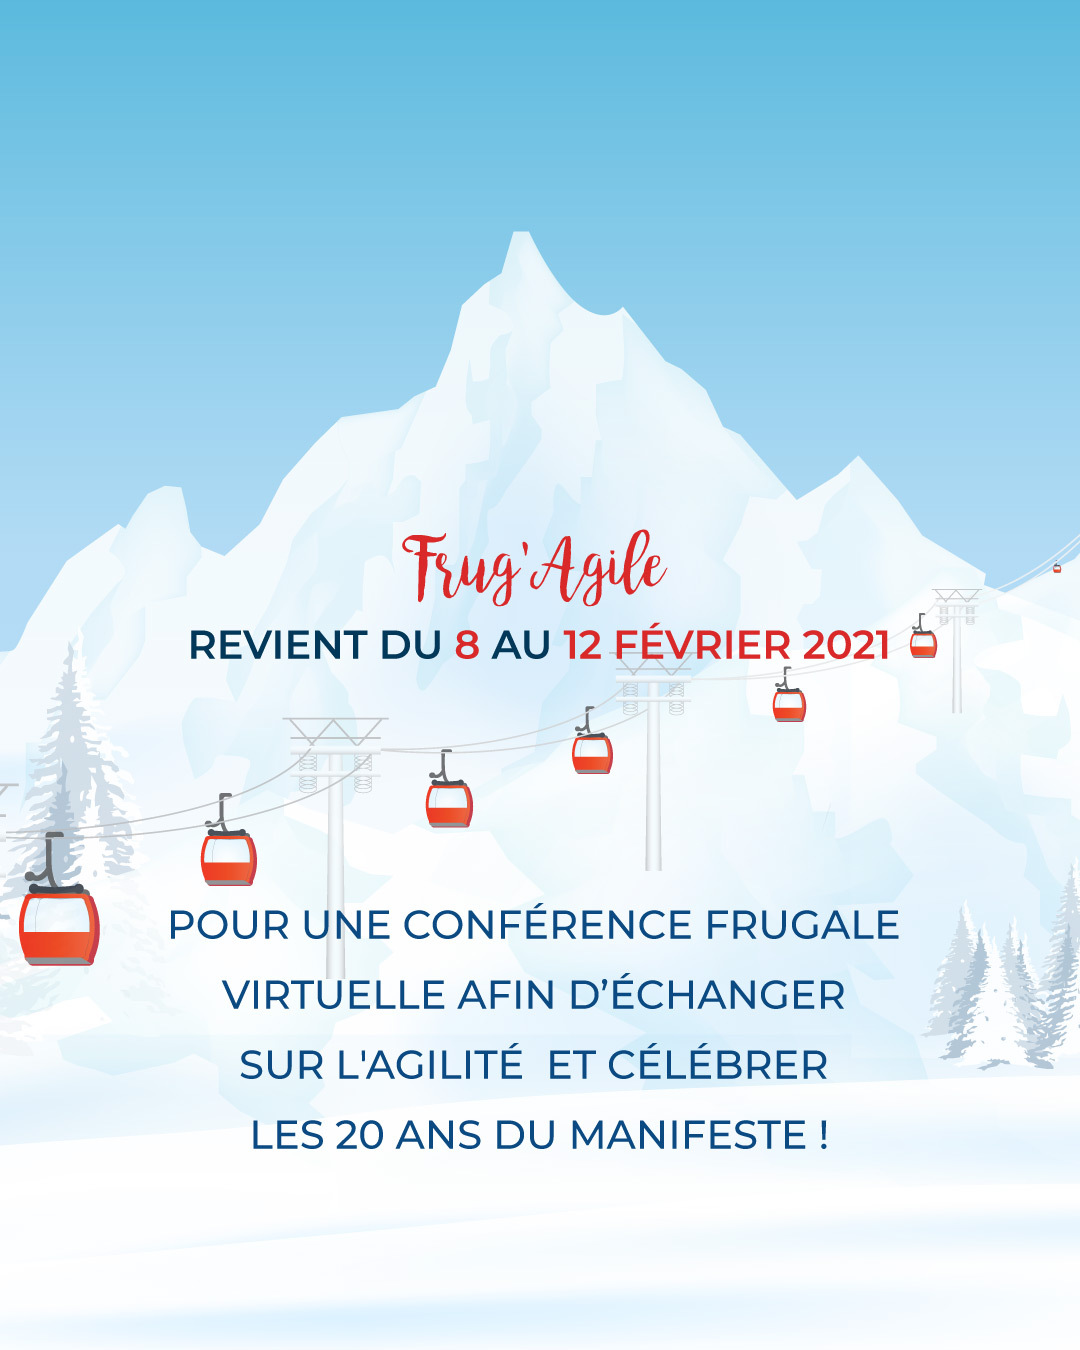 Frug'Agile
REVIENT DU 8 AU 12 FÉVRIER 2021
POUR UNE CONFÉRENCE FRUGALE
VIRTUELLE AFIN D’ÉCHANGER
SUR L'AGILITÉ ET CÉLÉBRER
LES 20 ANS DU MANIFESTE !